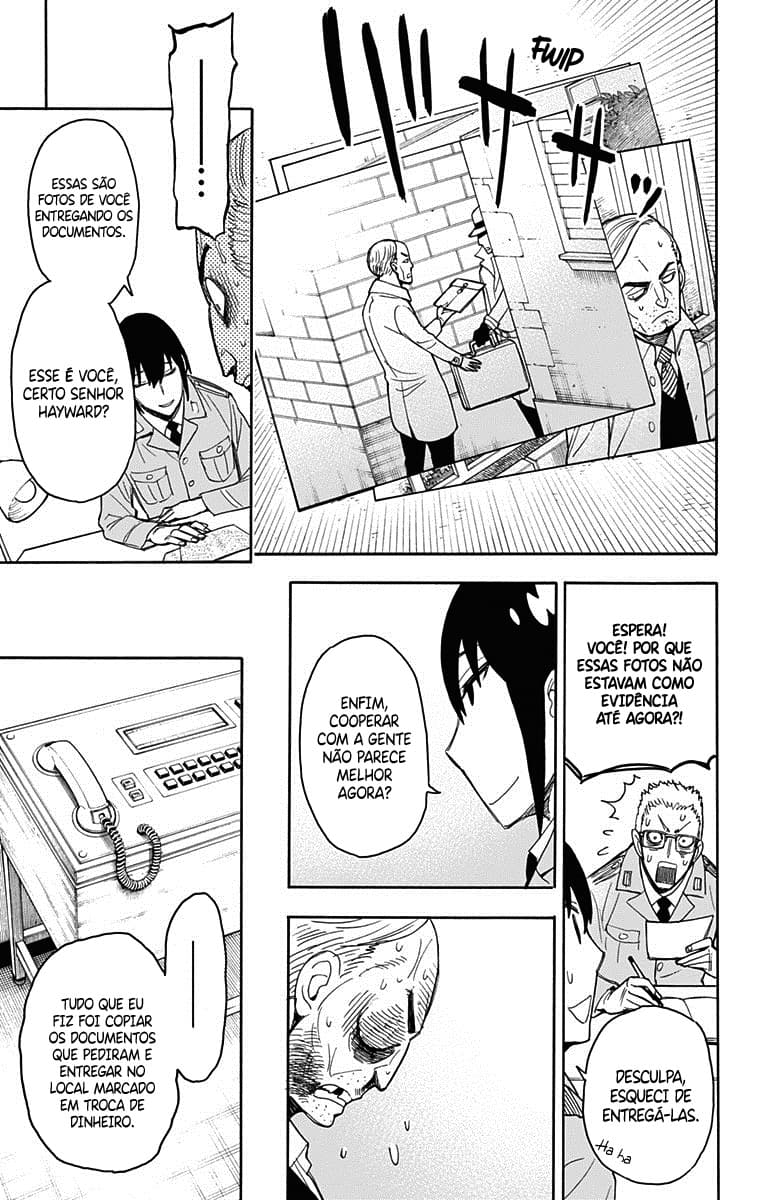 FWIP
ESSAS SÃO
FOTOS DE VOCÊ
ENTREGANDO OS
DOCUMENTOS.
ESSE É VOCÊ,
CERTO SENHOR
HAYWARD?
ESPERA!
VOCÊ! POR QUE
ESSAS FOTOS NÃO
ESTAVAM COMO
EVIDÊNCIA
ATÉ AGORA?!
DESCULPA,
ESQUECI DE
ENTREGÁ-LAS.
Ha ha
ENFIM,
COOPERAR
COM A GENTE
NÃO PARECE
MELHOR
AGORA?
TUDO QUE EU
FIZ FOI COPIAR
OS DOCUMENTOS
QUE PEDIRAM E
ENTREGAR NO
LOCAL MARCADO
EM TROCA DE
DINHEIRO.